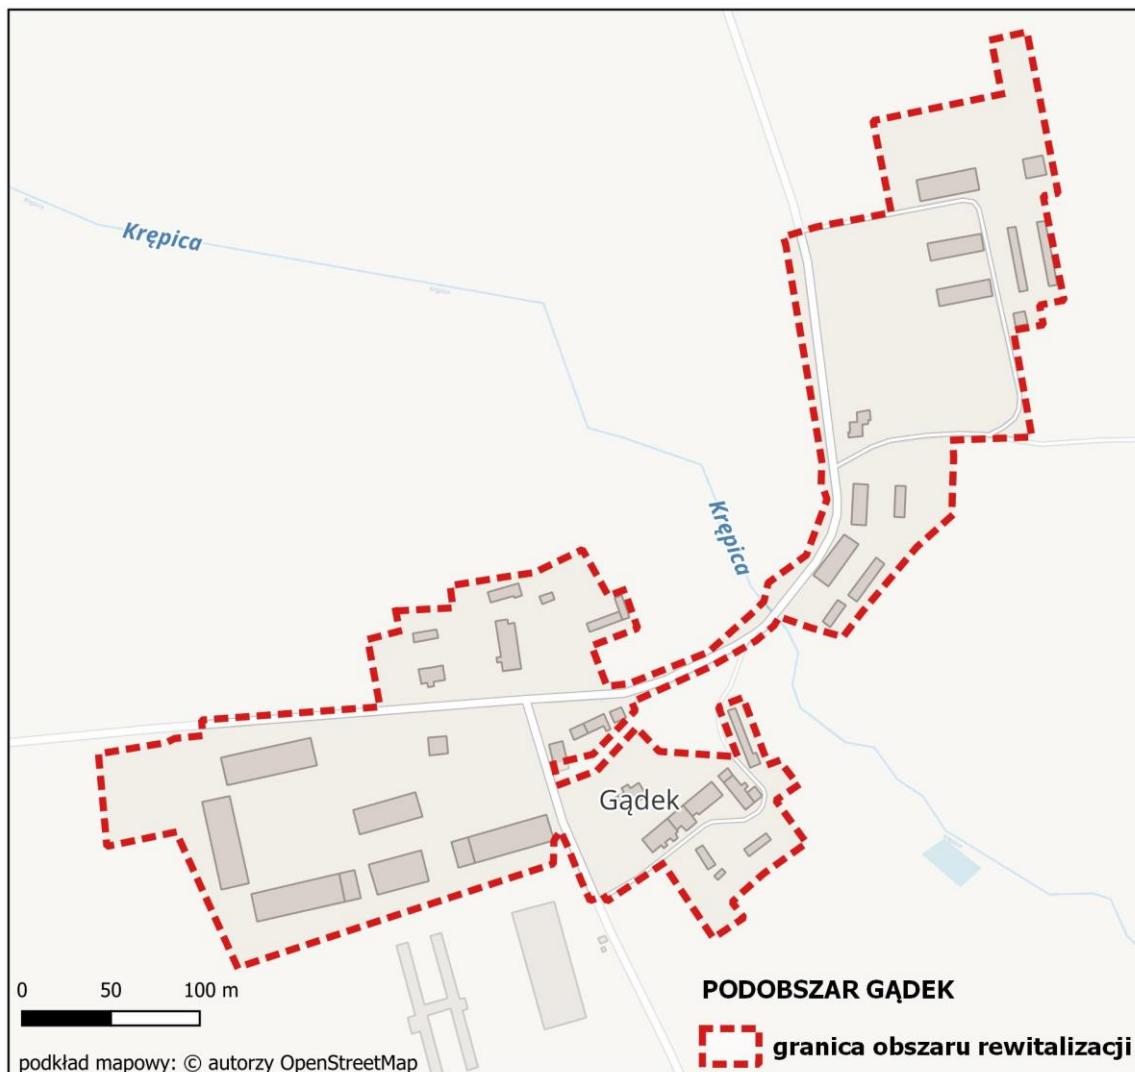 Krępica
Krępica
Gądek
0 50 100 m
PODOBSZAR GĄDEK
granica obszaru rewitalizacji
podkład mapowy: © autorzy OpenStreetMap